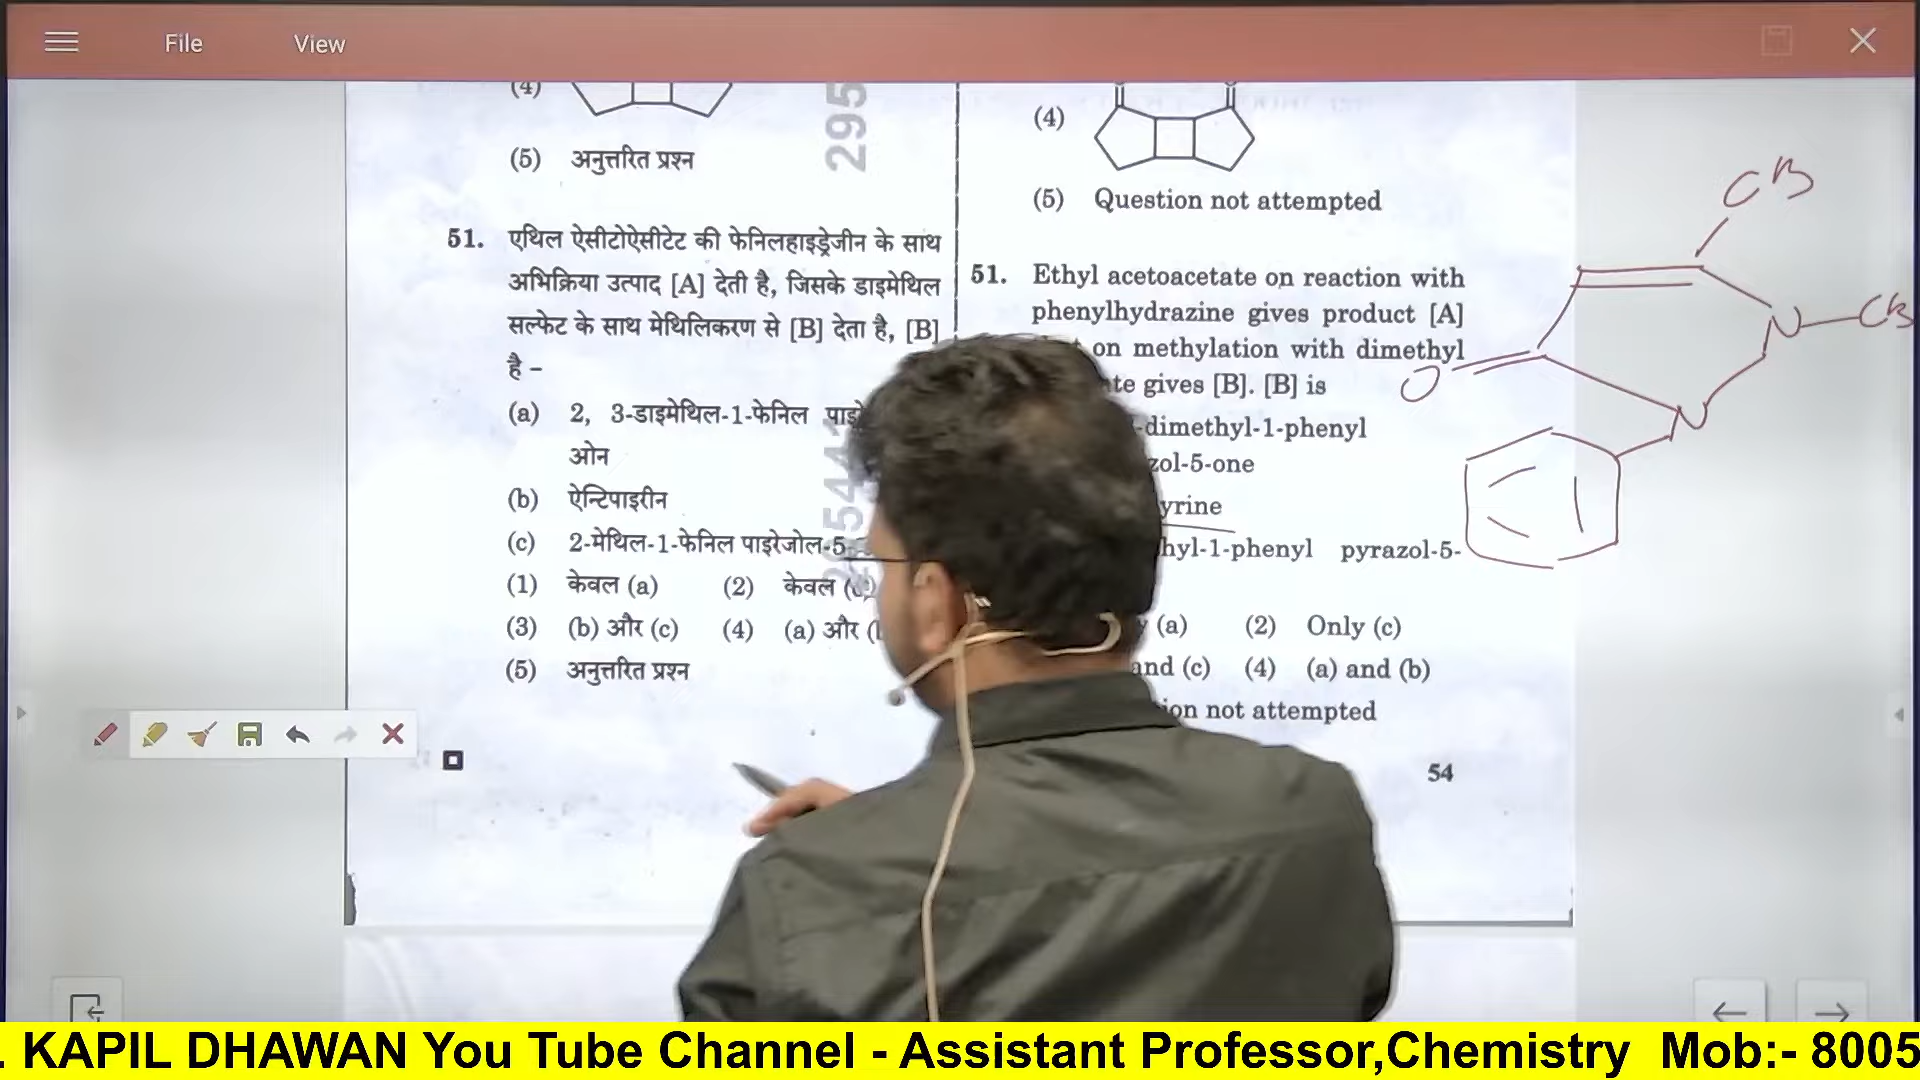 File
View
(4)
(5) अनुत्तरित प्रश्न
295
51. एथिल ऐसीटोऐसीटेट की फेनिलहाइड्रेजीन के साथ
अभिक्रिया उत्पाद [A] देती है, जिसके डाइमेथिल
सल्फेट के साथ मेथिलिकरण से [B] देता है, [B]
है –
(a) 2, 3-डाइमेथिल-1-फेनिल
ओन
(b) ऐन्टिपाइरीन
(c) 2-मेथिल-1-फेनिल पाइरेजोल-5-
(1) केवल (a) (2) केवल
(3) (b) और (c) (4) (a) और
(5) अनुत्तरित प्रश्न
(4)
(5) Question not attempted
51. Ethyl acetoacetate on reaction with
phenylhydrazine gives product [A]
on methylation with dimethyl
gives [B]. [B] is
-dimethyl-1-phenyl
zol-5-one
yrine
hyl-1-phenyl pyrazol-5-
(a) (2) Only (c)
and (c) (4) (a) and (b)
ion not attempted
54
O
N
N
. KAPIL DHAWAN You Tube Channel - Assistant Professor,Chemistry Mob:- 8005